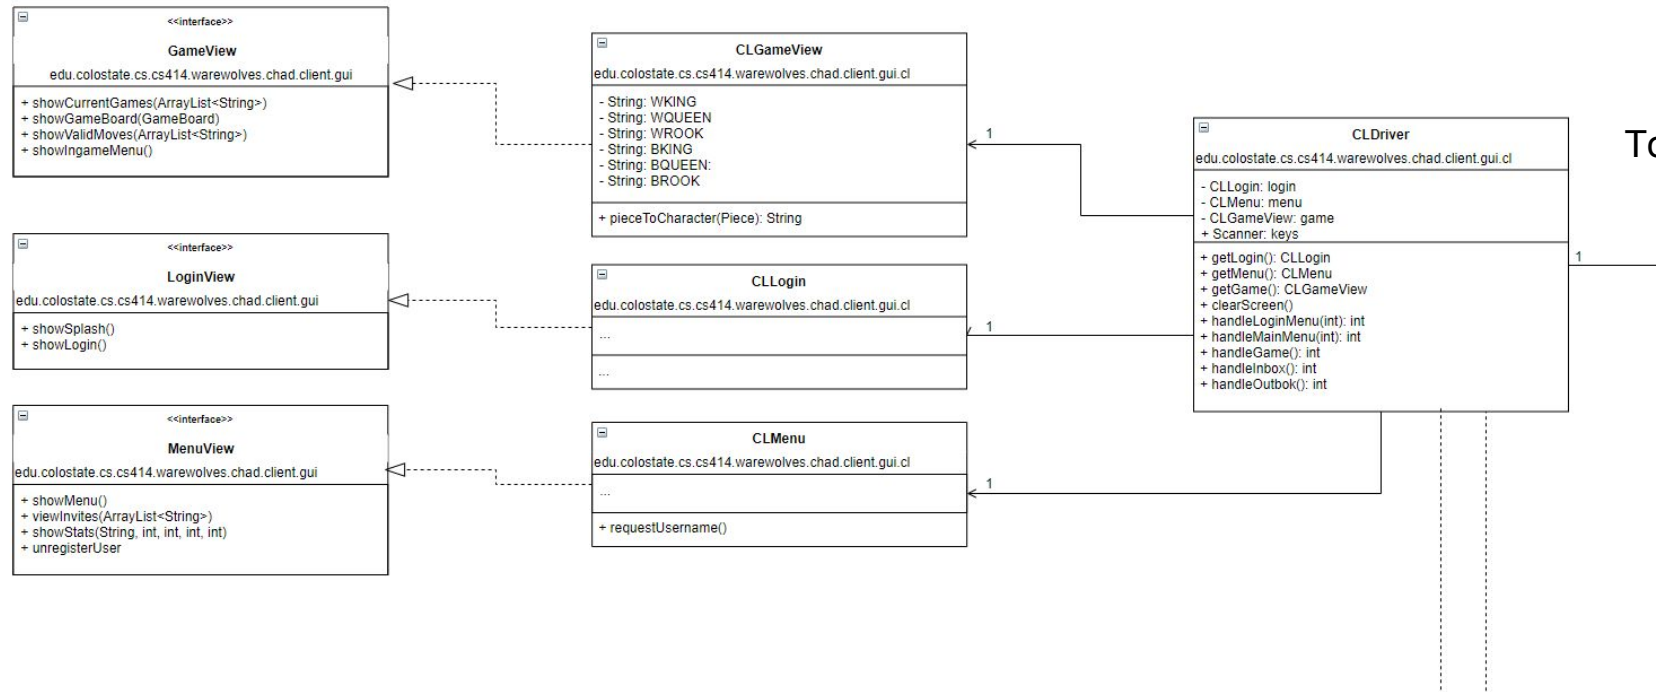 <<interface>>
GameView
edu.colostate.cs.cs414.warewolves.chad.client.gui
+ showCurrentGames(ArrayList<String>)
+ showGameBoard(GameBoard)
+ showValidMoves(ArrayList<String>)
+ showIngameMenu()
<<interface>>
LoginView
edu.colostate.cs.cs414.warewolves.chad.client.gui
+ showSplash()
+ showLogin()
<<interface>>
MenuView
edu.colostate.cs.cs414.warewolves.chad.client.gui
+ showMenu()
+ viewInvites(ArrayList<String>)
+ showStats(String, int, int, int, int)
+ unregisterUser
CLGameView
edu.colostate.cs.cs414.warewolves.chad.client.gui.cl
- String: WKING
- String: WQUEEN
- String: WROOK
- String: BKING
- String: BQUEEN:
- String: BROOK
+ pieceToCharacter(Piece): String
CLLogin
edu.colostate.cs.cs414.warewolves.chad.client.gui.cl
...
...
CLMenu
edu.colostate.cs.cs414.warewolves.chad.client.gui.cl
...
+ requestUsername()
1
1
1
CLDriver
edu.colostate.cs.cs414.warewolves.chad.client.gui.cl
- CLLogin: login
- CLMenu: menu
- CLGameView: game
+ Scanner: keys
+ getLogin(): CLLogin
+ getMenu(): CLMenu
+ getGame(): CLGameView
+ clearScreen()
+ handleLoginMenu(int): int
+ handleMainMenu(int): int
+ handleGame(): int
+ handleInbox(): int
+ handleOutbok(): int
1